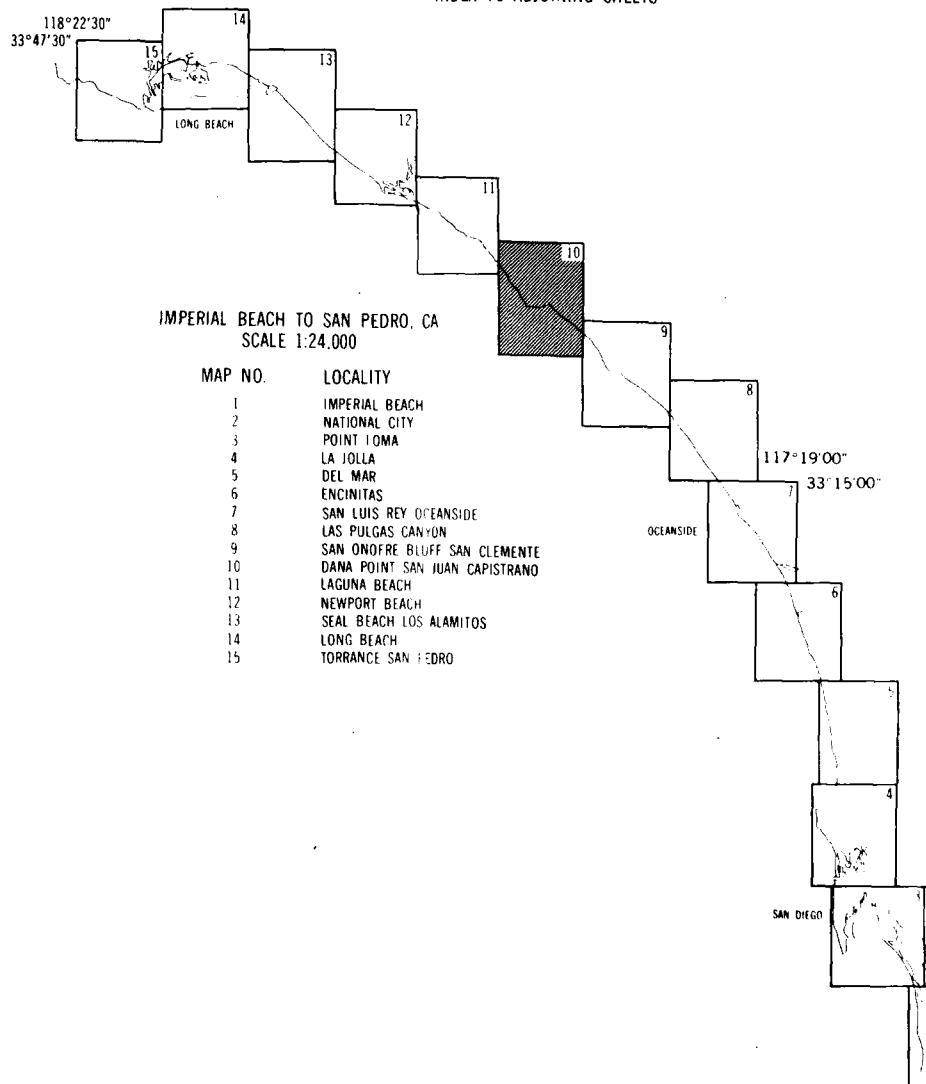 INDEX TO ADJOINING SHEETS
118°22'30"
33°47'30"
14
15
13
LONG BEACH
12
11
10
IMPERIAL BEACH TO SAN PEDRO, CA
SCALE 1:24,000
9
MAP NO. LOCALITY
1 IMPERIAL BEACH
2 NATIONAL CITY
3 POINT LOMA
4 LA JOLLA
5 DEL MAR
6 ENCINITAS
7 SAN LUIS REY OCEANSIDE
8 LAS PULGAS CANYON
9 SAN ONOFRE BLUFF SAN CLEMENTE
10 DANA POINT SAN JUAN CAPISTRANO
11 LAGUNA BEACH
12 NEWPORT BEACH
13 SEAL BEACH LOS ALAMITOS
14 LONG BEACH
15 TORRANCE SAN PEDRO
8
117°19'00"
33°15'00"
7
OCEANSIDE
6
5
4
3
SAN DIEGO